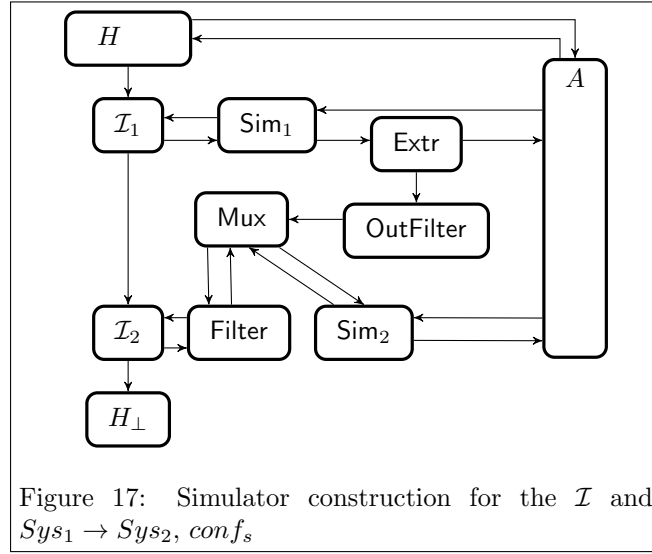 H
A
ℐ₁
Sim₁
Extr
Mux
OutFilter
ℐ₂
Filter
Sim₂
H⊥
Figure 17: Simulator construction for the ℐ and
Sys₁ → Sys₂, confₛ